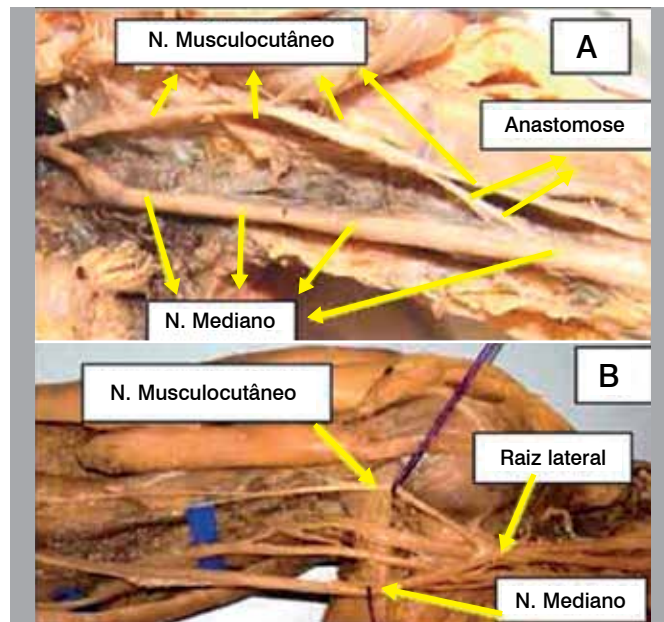 N. Musculocutâneo
A
Anastomose
N. Mediano
N. Musculocutâneo
B
Raiz lateral
N. Mediano